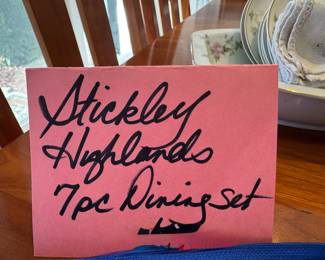 Stickley
Highlands
7pc Dining Set